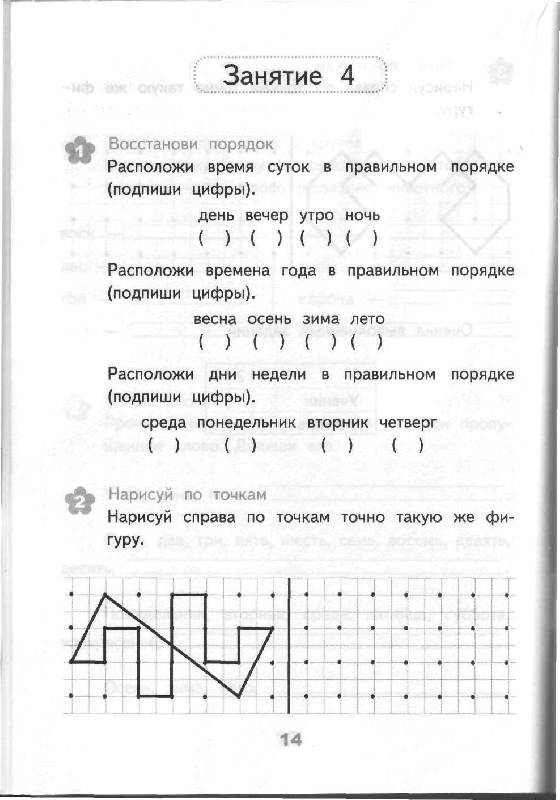 Занятие 4
1 Восстанови порядок
Расположи время суток в правильном порядке
(подпиши цифры).
день вечер утро ночь
( ) ( ) ( ) ( )
Расположи времена года в правильном порядке
(подпиши цифры).
весна осень зима лето
( ) ( ) ( ) ( )
Расположи дни недели в правильном порядке
(подпиши цифры).
среда понедельник вторник четверг
( ) ( ) ( ) ( )
2 Нарисуй по точкам
Нарисуй справа по точкам точно такую же фи-
гуру.
14